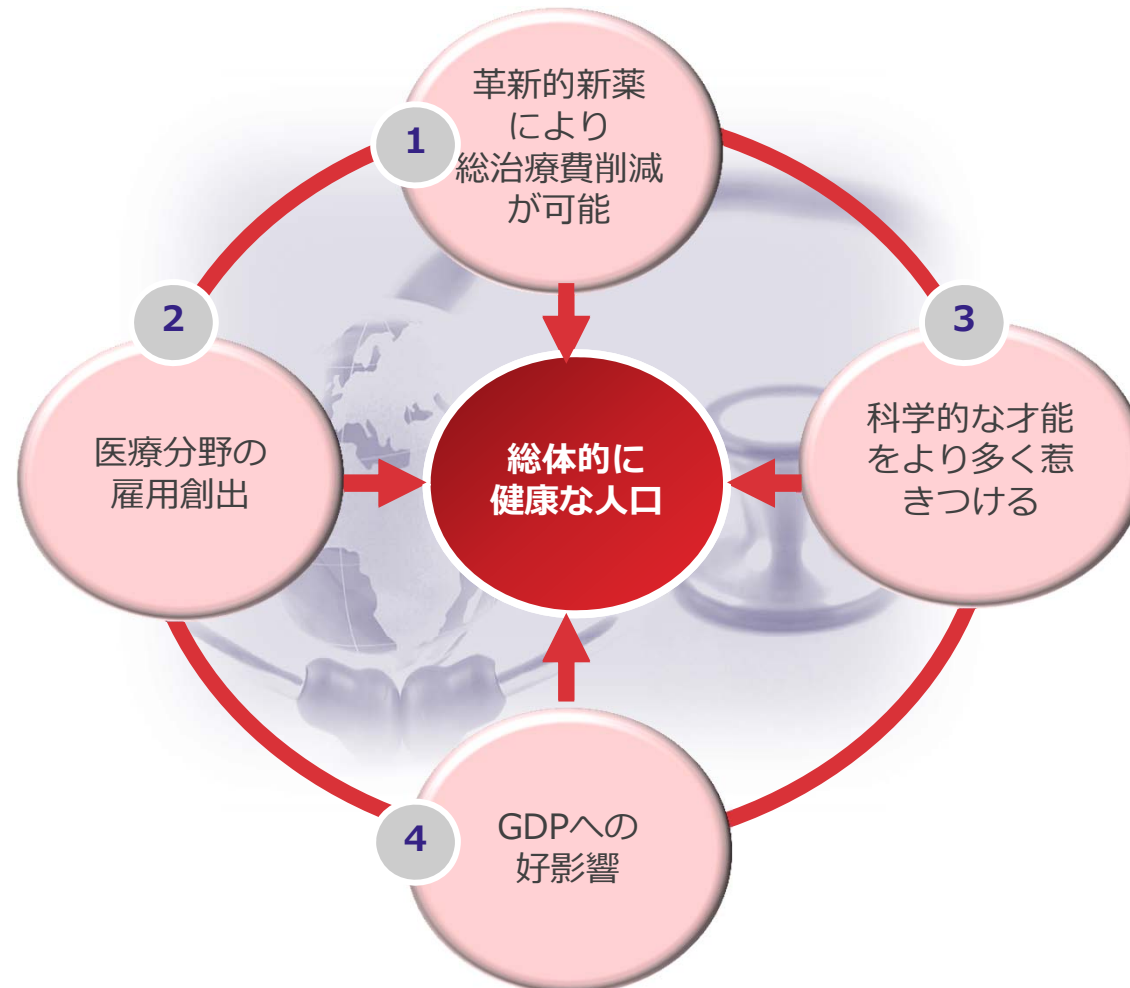 1
革新的新薬
により
総治療費削減
が可能
2
医療分野の
雇用創出
総体的に
健康な人口
3
科学的な才能
をより多く惹
きつける
4
GDPへの
好影響